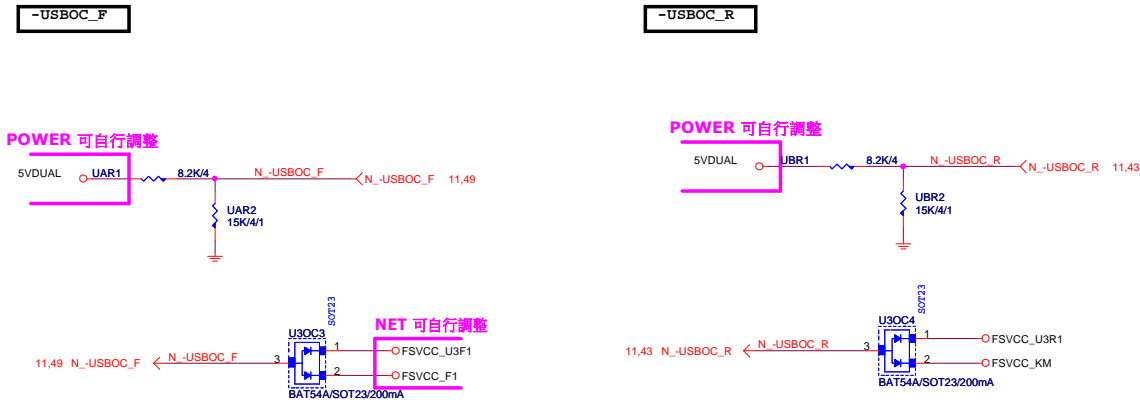 -USBOC_F
-USBOC_R
POWER 可自行調整
5VDUAL
UAR1
8.2K/4
N_-USBOC_F
N_-USBOC_F 11,49
UAR2
15K/4/1
POWER 可自行調整
5VDUAL
UBR1
8.2K/4
N_-USBOC_R
N_-USBOC_R 11,43
UBR2
15K/4/1
SOT23
U3OC3
NET 可自行調整
11,49 N_-USBOC_F
N_-USBOC_F
3
1
FSVCC_U3F1
2
FSVCC_F1
BAT54A/SOT23/200mA
SOT23
U3OC4
11,43 N_-USBOC_R
N_-USBOC_R
3
1
FSVCC_U3R1
2
FSVCC_KM
BAT54A/SOT23/200mA